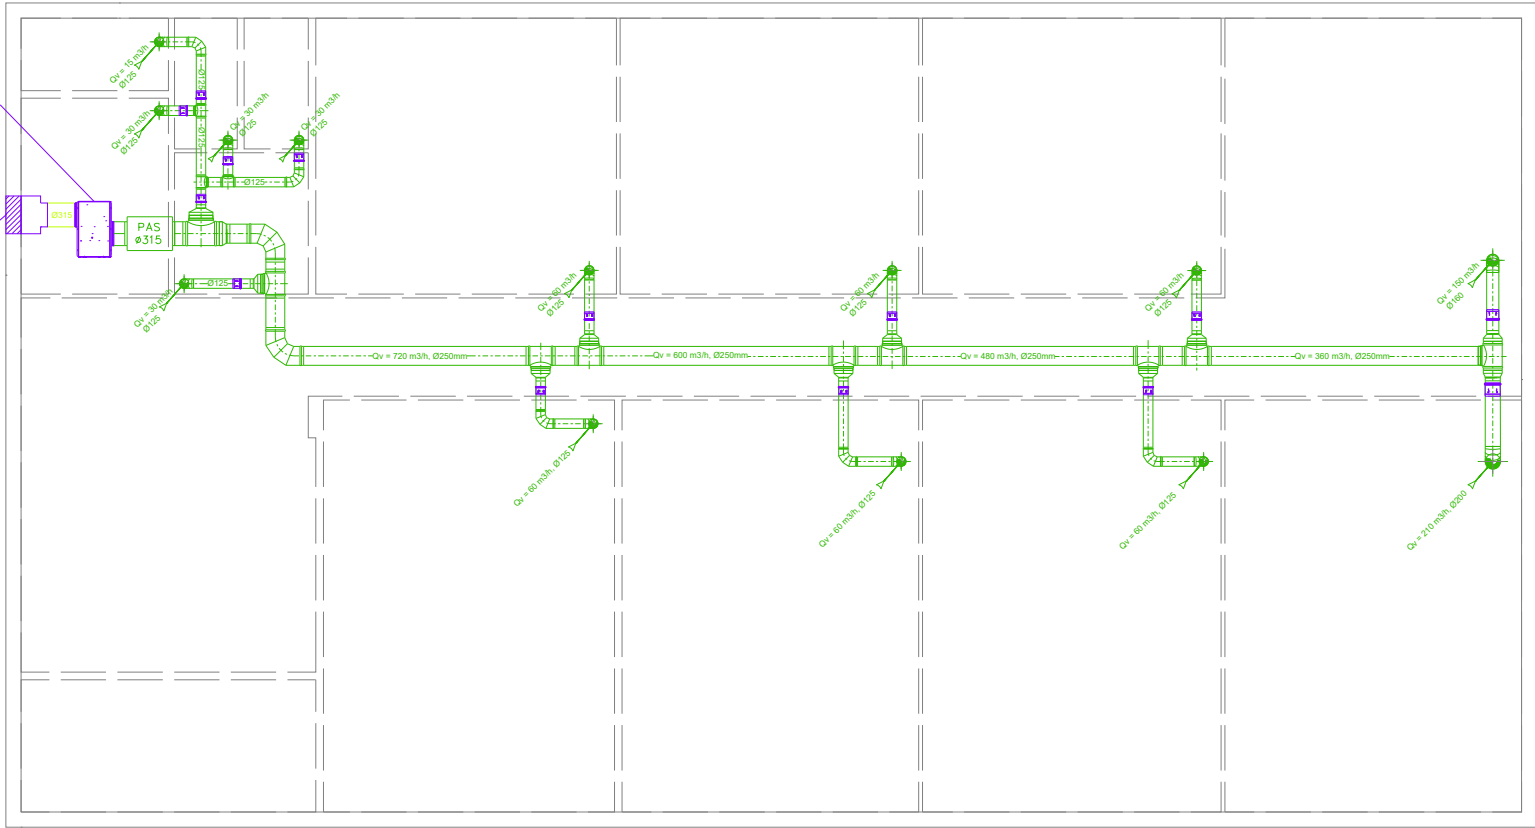 Qv = 15 m3/h
Ø125
Ø125
Qv = 30 m3/h
Ø125
Qv = 30 m3/h
Ø125
Qv = 30 m3/h
Ø125
Ø125
Ø125
Ø315
PAS
ø315
Ø125
Qv = 30 m3/h
Ø125
Qv = 60 m3/h
Ø125
Qv = 60 m3/h
Ø125
Qv = 60 m3/h
Ø125
Qv = 150 m3/h
Ø160
Qv = 720 m3/h, Ø250mm
Qv = 600 m3/h, Ø250mm
Qv = 480 m3/h, Ø250mm
Qv = 360 m3/h, Ø250mm
Qv = 60 m3/h, Ø125
Qv = 60 m3/h, Ø125
Qv = 60 m3/h, Ø125
Qv = 210 m3/h, Ø200